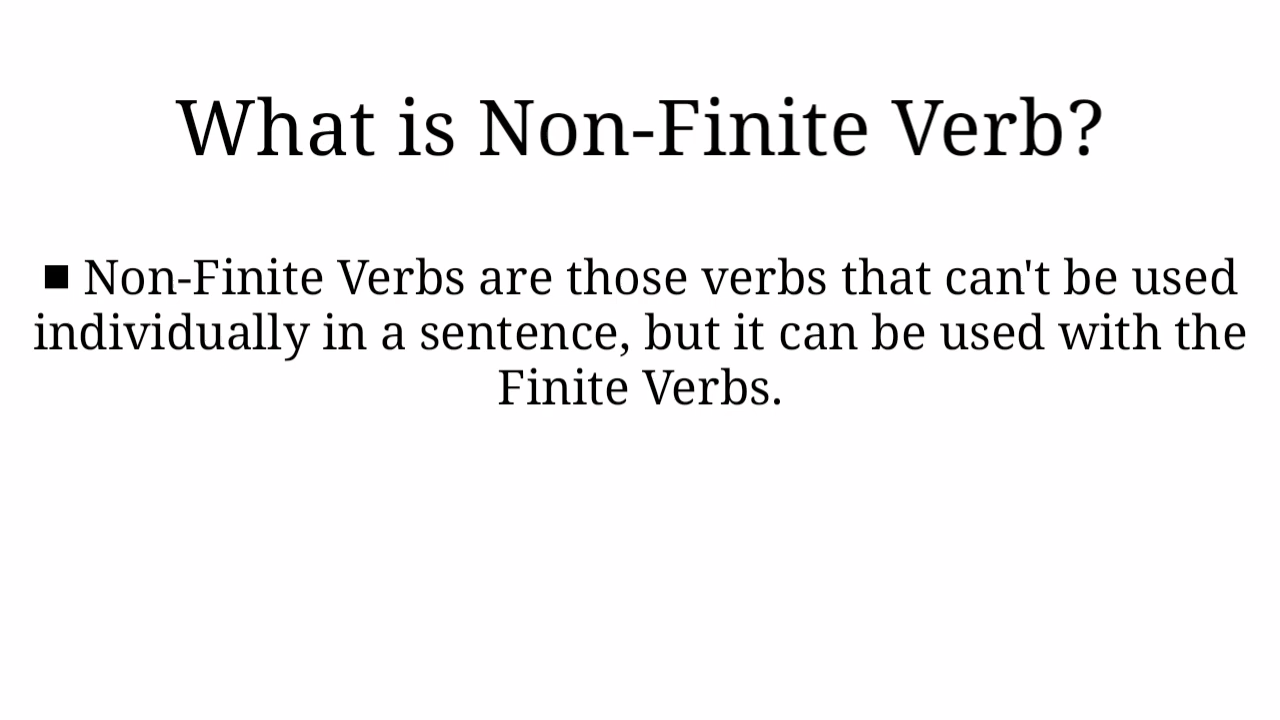 What is Non-Finite Verb?
■ Non-Finite Verbs are those verbs that can't be used
individually in a sentence, but it can be used with the
Finite Verbs.